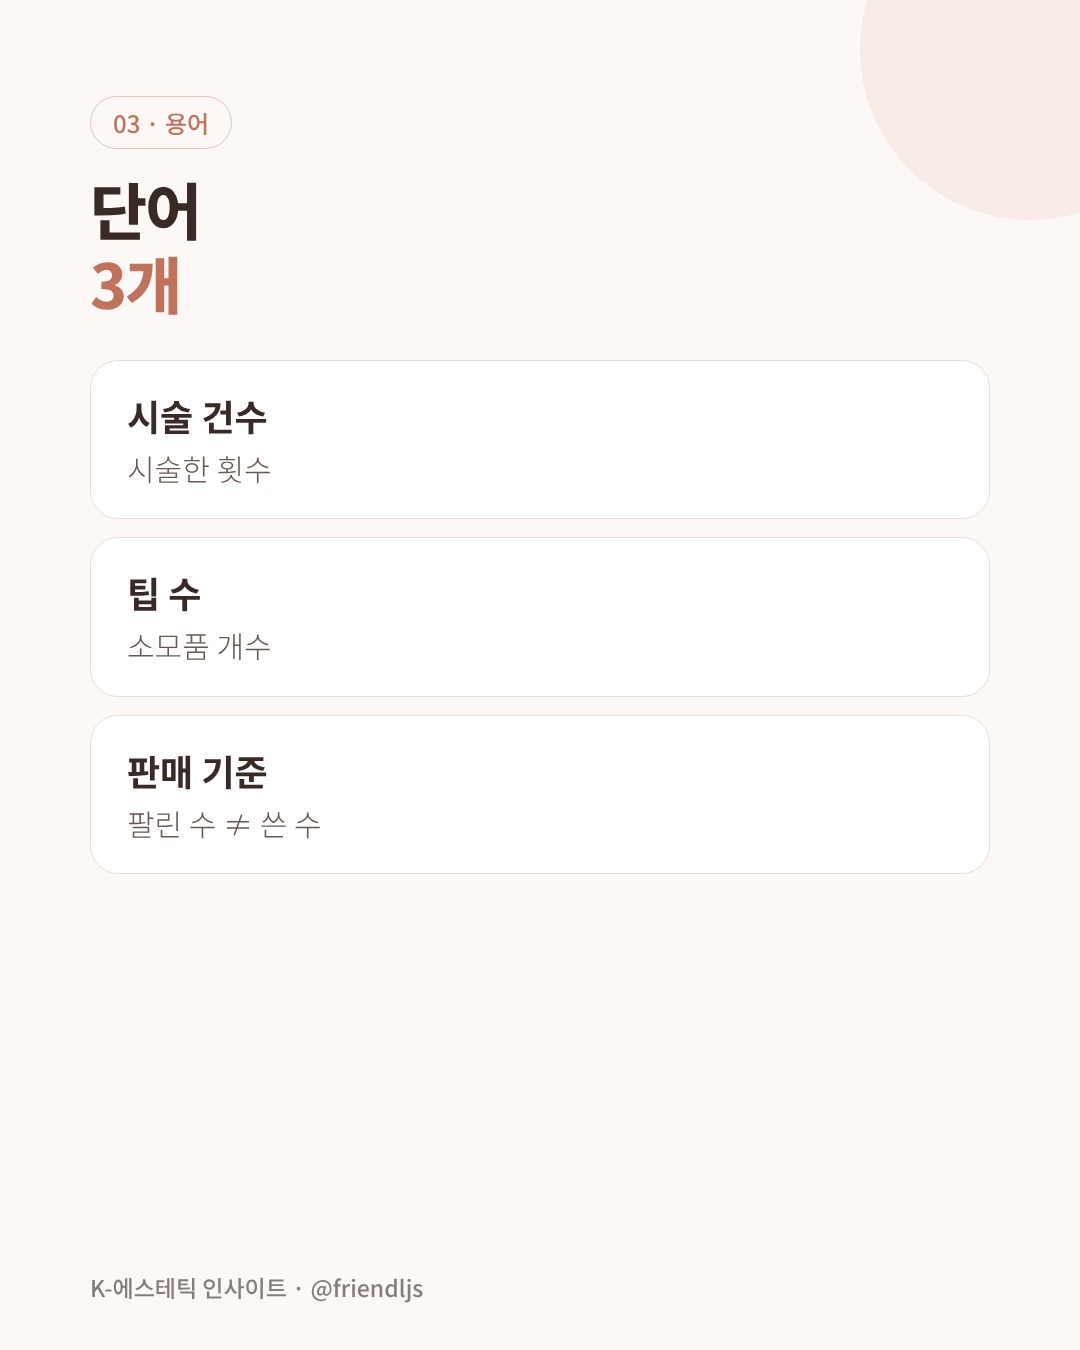 03 · 용어
단어
3개
시술 건수
시술한 횟수
팁 수
소모품 개수
판매 기준
팔린 수 ≠ 쓴 수
K-에스테틱 인사이트 · @friendljs